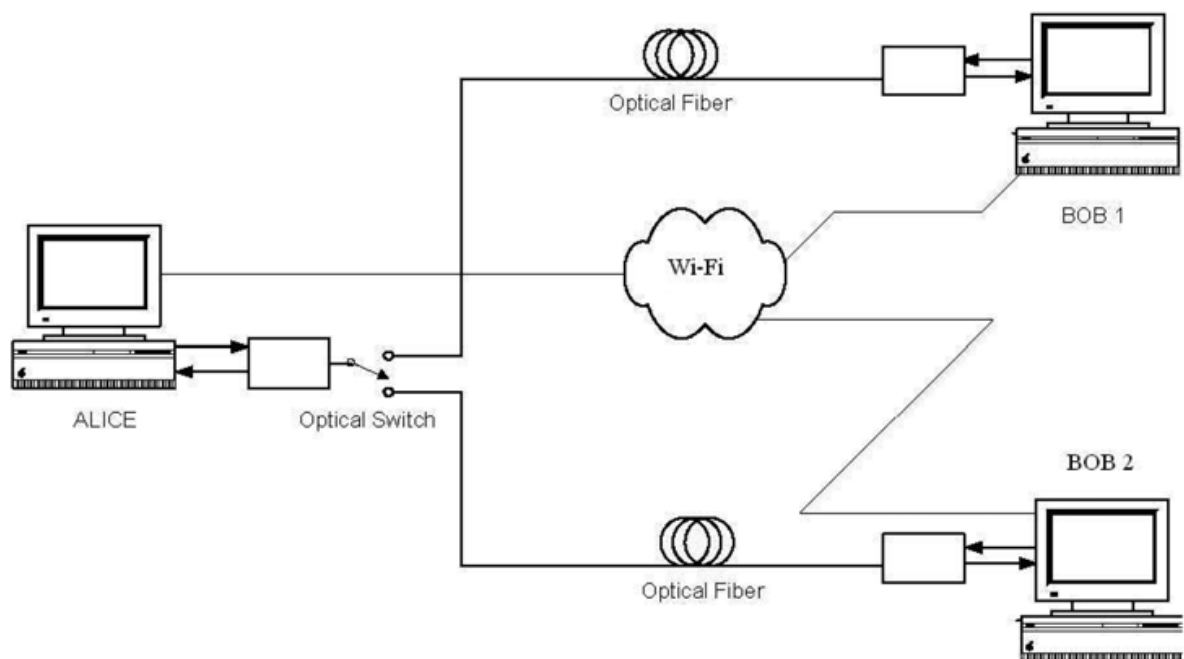 Optical Fiber
BOB 1
Wi-Fi
ALICE
Optical Switch
BOB 2
Optical Fiber